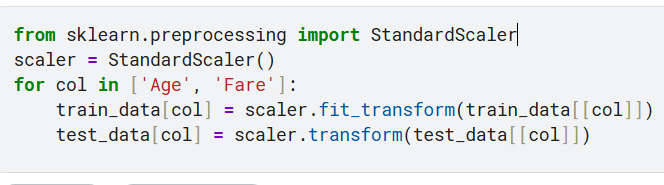 from sklearn.preprocessing import StandardScaler
scaler = StandardScaler()
for col in ['Age', 'Fare']:
    train_data[col] = scaler.fit_transform(train_data[[col]])
    test_data[col] = scaler.transform(test_data[[col]])